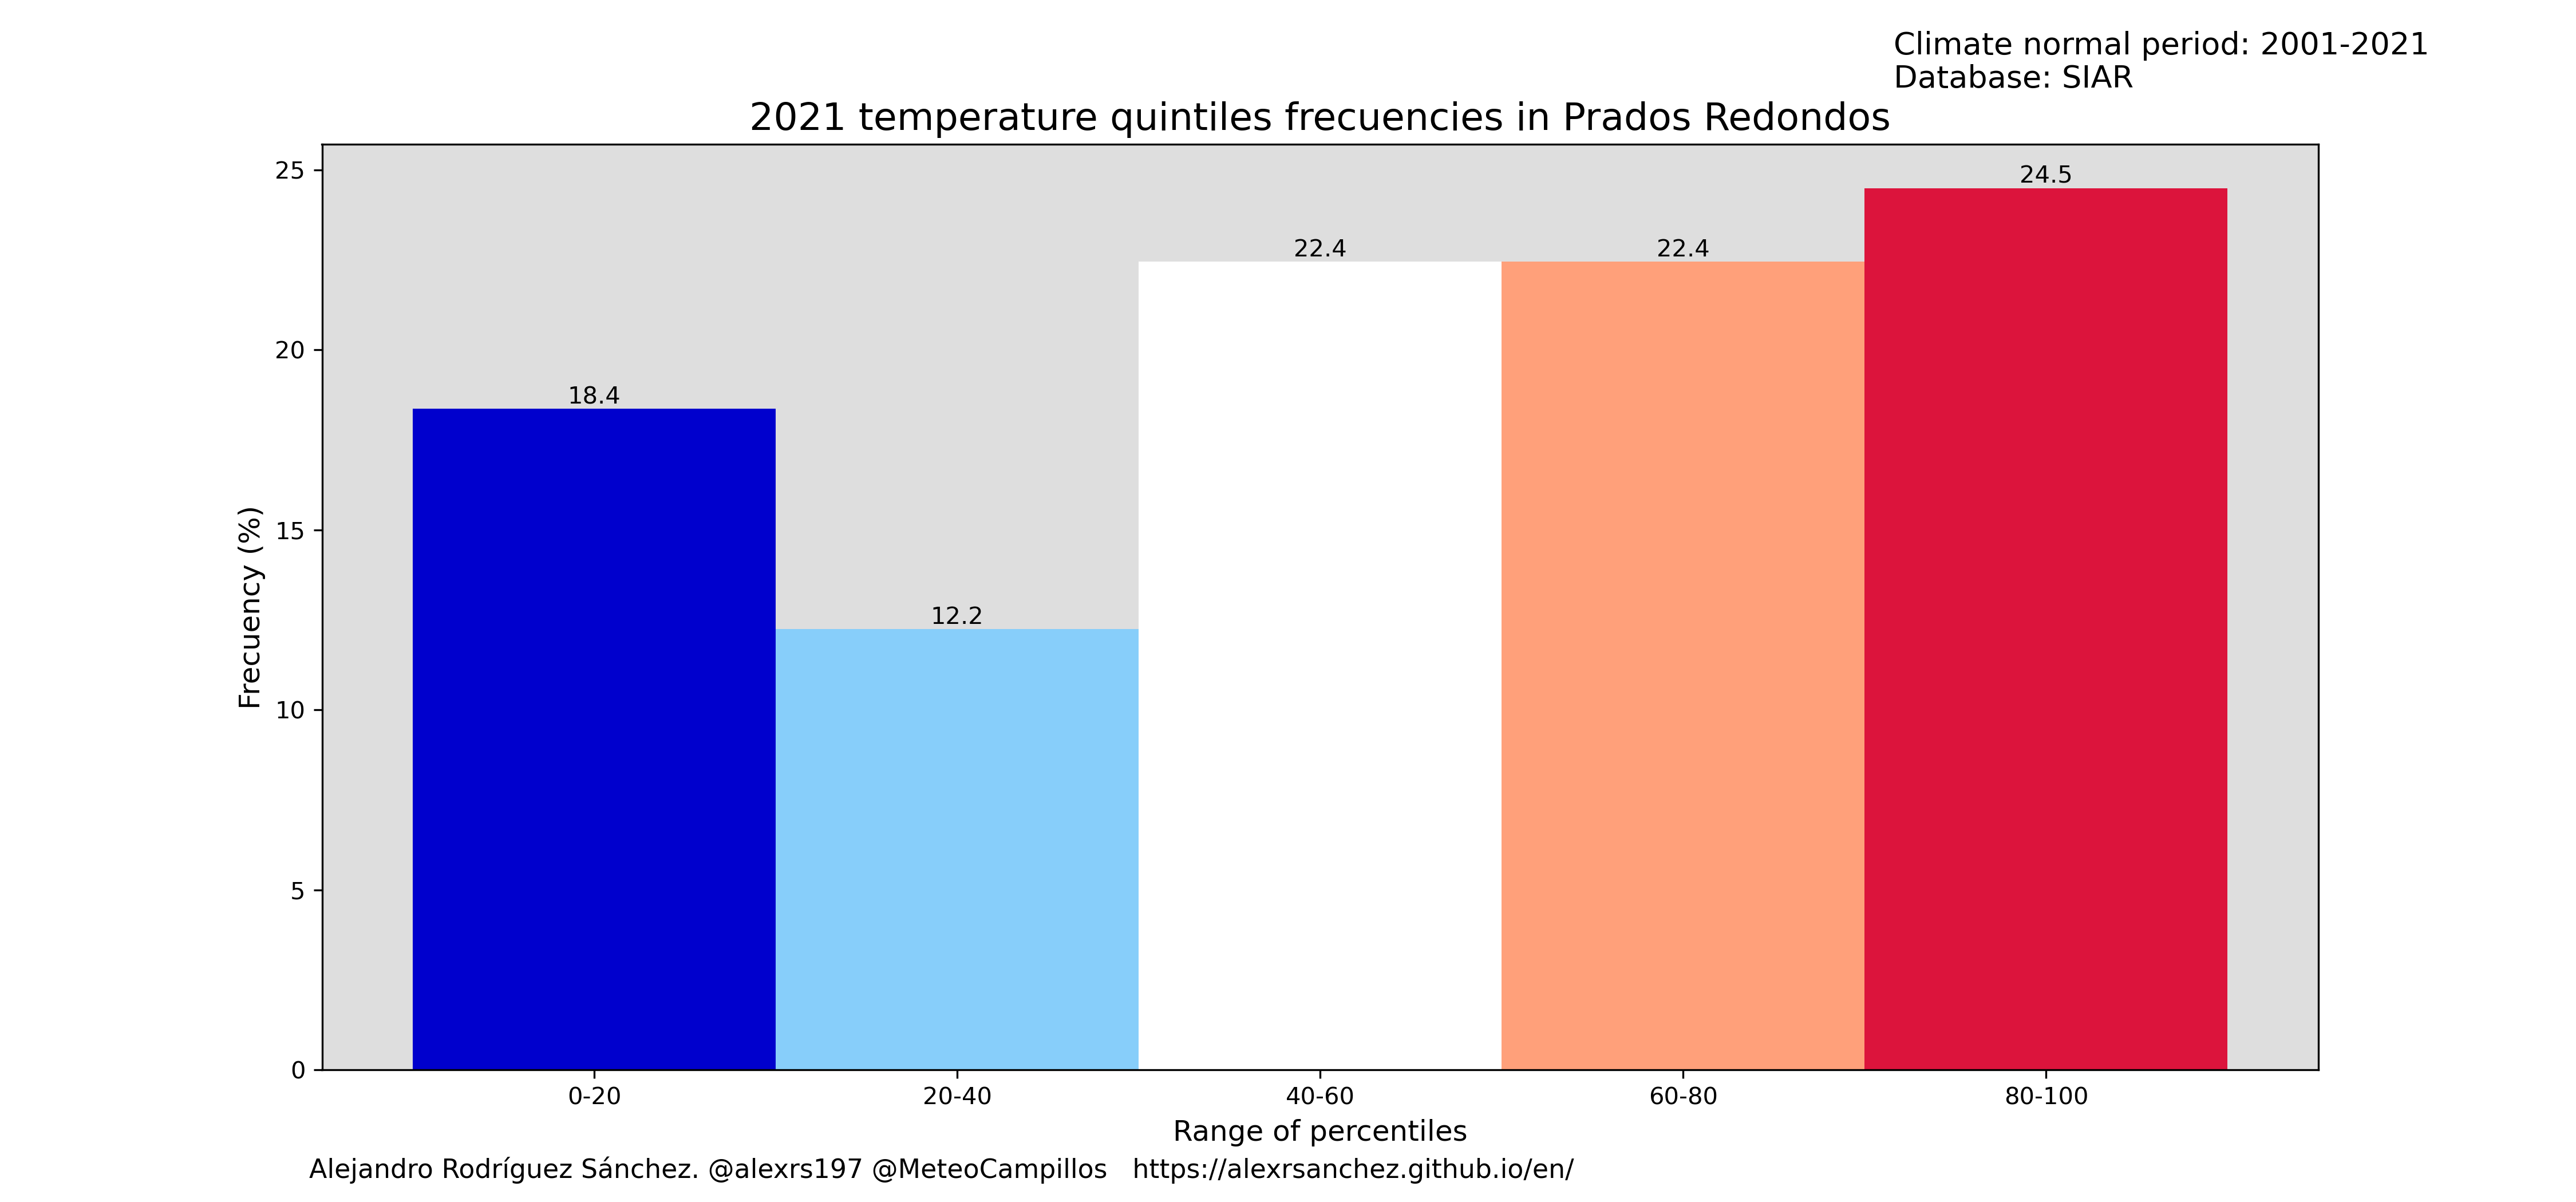 Climate normal period: 2001-2021
Database: SIAR
2021 temperature quintiles frecuencies in Prados Redondos
25
20
15
10
5
0
Frecuency (%)
18.4
12.2
22.4
22.4
24.5
0-20
20-40
40-60
60-80
80-100
Range of percentiles
Alejandro Rodríguez Sánchez. @alexrs197 @MeteoCampillos   https://alexrsanchez.github.io/en/